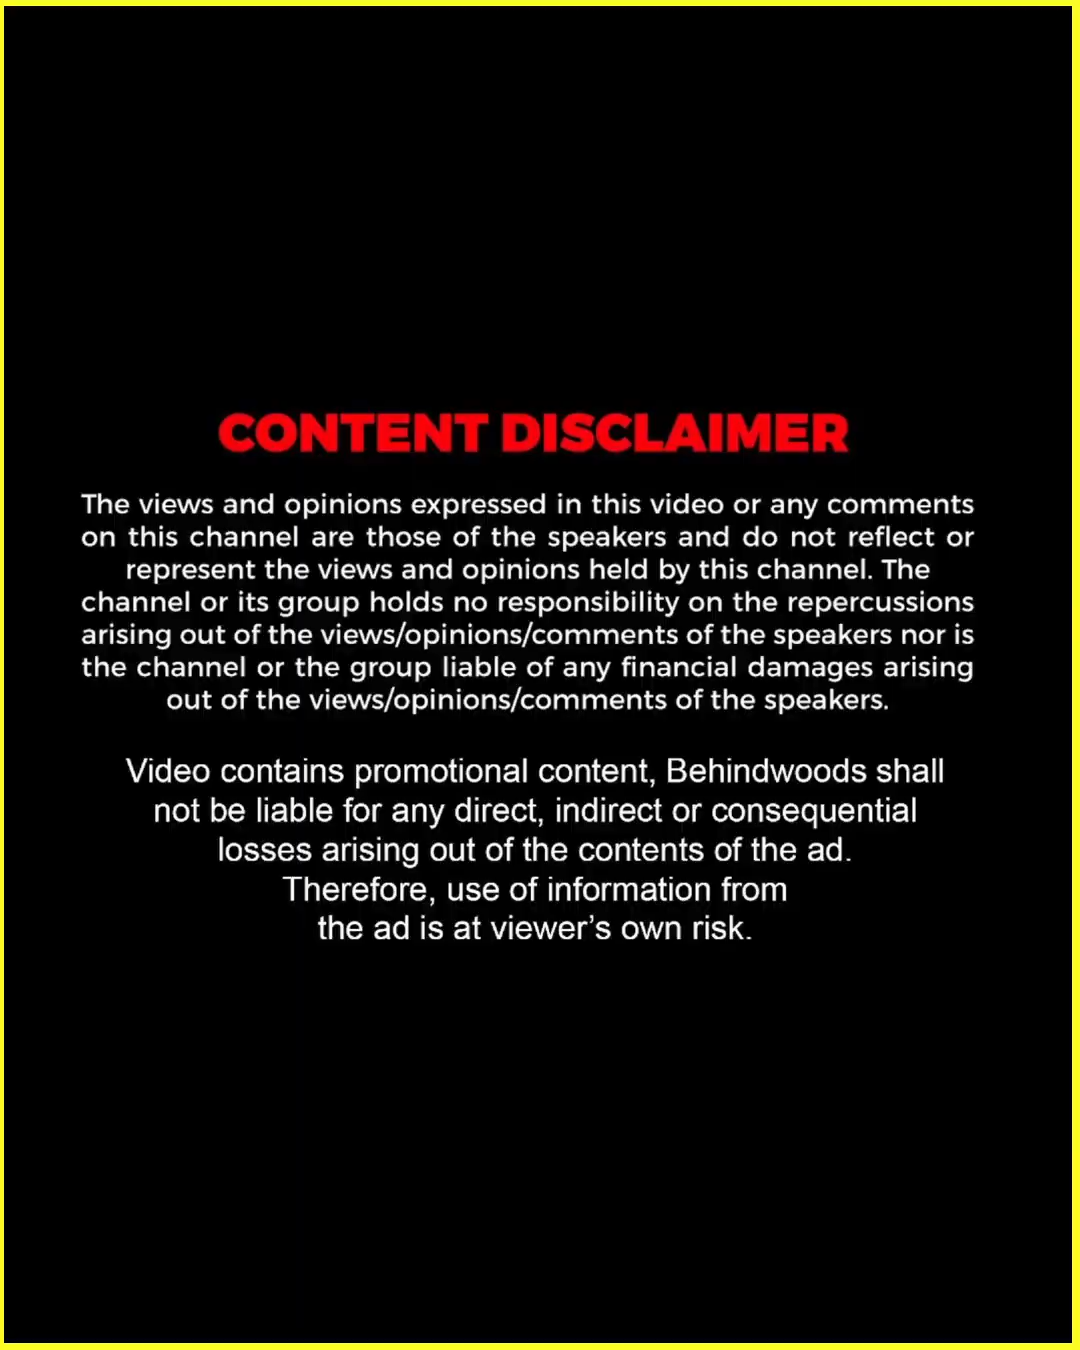 CONTENT DISCLAIMER
The views and opinions expressed in this video or any comments
on this channel are those of the speakers and do not reflect or
represent the views and opinions held by this channel. The
channel or its group holds no responsibility on the repercussions
arising out of the views/opinions/comments of the speakers nor is
the channel or the group liable of any financial damages arising
out of the views/opinions/comments of the speakers.
Video contains promotional content, Behindwoods shall
not be liable for any direct, indirect or consequential
losses arising out of the contents of the ad.
Therefore, use of information from
the ad is at viewer’s own risk.